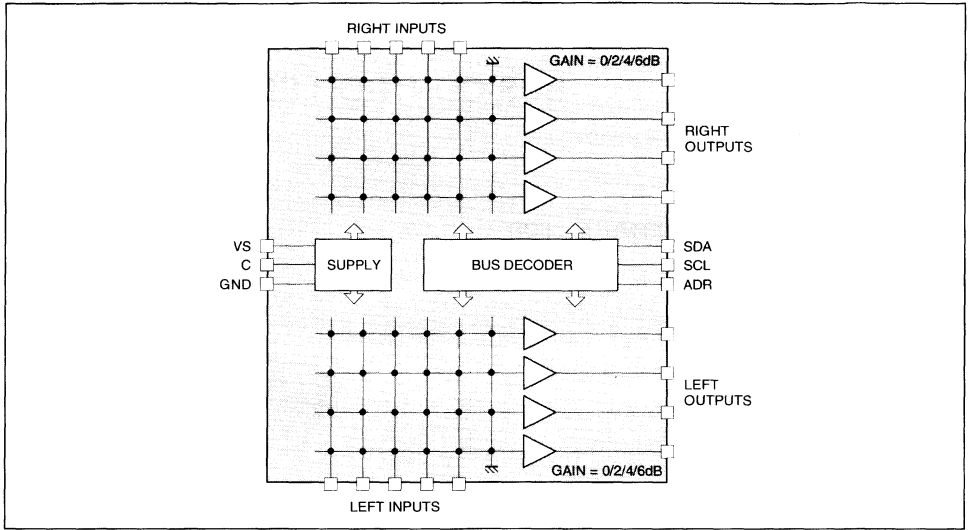 RIGHT INPUTS
GAIN = 0/2/4/6dB
RIGHT
OUTPUTS
VS
C
GND
SUPPLY
BUS DECODER
SDA
SCL
ADR
LEFT
OUTPUTS
GAIN = 0/2/4/6dB
LEFT INPUTS